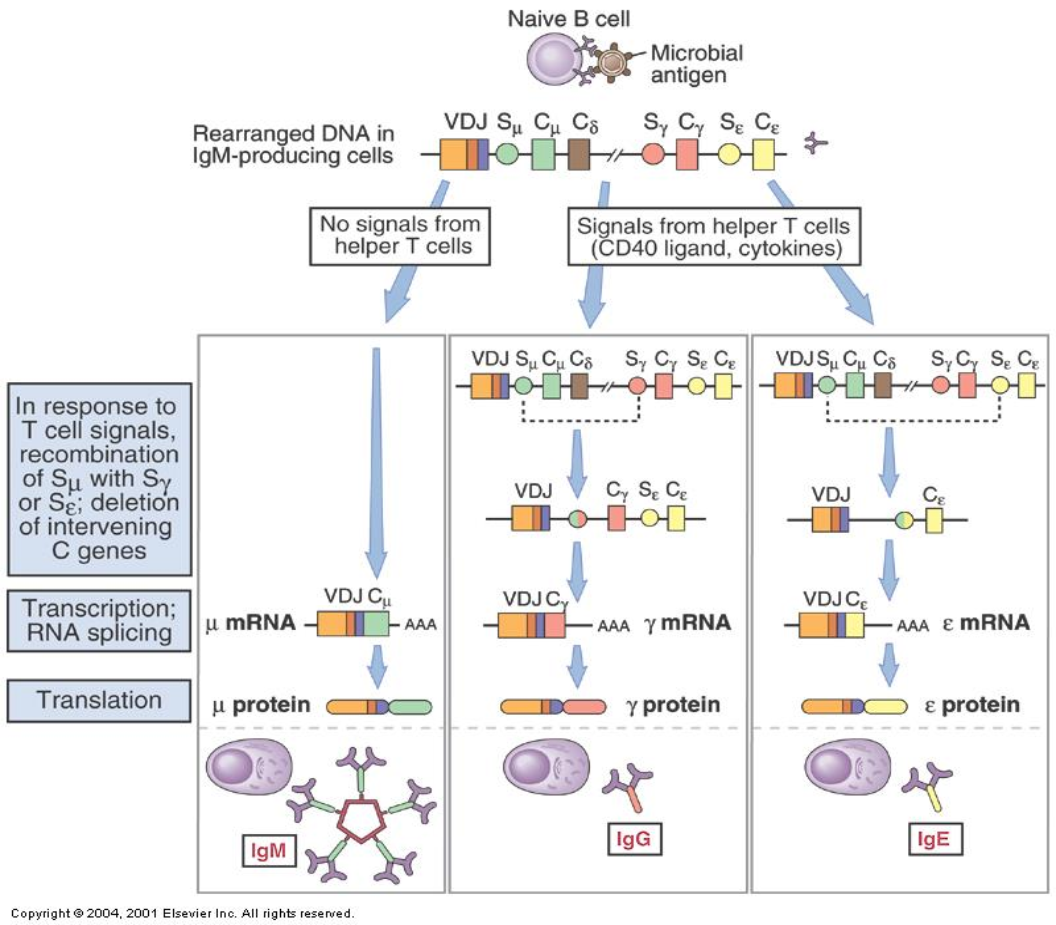 Naive B cell
Microbial
antigen
VDJ Sμ Cμ Cδ Sγ Cγ Sε Cε
Rearranged DNA in
IgM-producing cells
No signals from
helper T cells
Signals from helper T cells
(CD40 ligand, cytokines)
VDJ Sμ Cμ Cδ Sγ Cγ Sε Cε
VDJ Sμ Cμ Cδ Sγ Cγ Sε Cε
In response to
T cell signals,
recombination
of Sμ with Sγ
or Sε; deletion
of intervening
C genes
VDJ Cγ Sε Cε
VDJ Cε
Transcription;
RNA splicing
VDJ Cμ
μ mRNA AAA
VDJ Cγ
AAA γ mRNA
VDJ Cε
AAA ε mRNA
Translation
μ protein
γ protein
ε protein
IgM
IgG
IgE
Copyright © 2004, 2001 Elsevier Inc. All rights reserved.